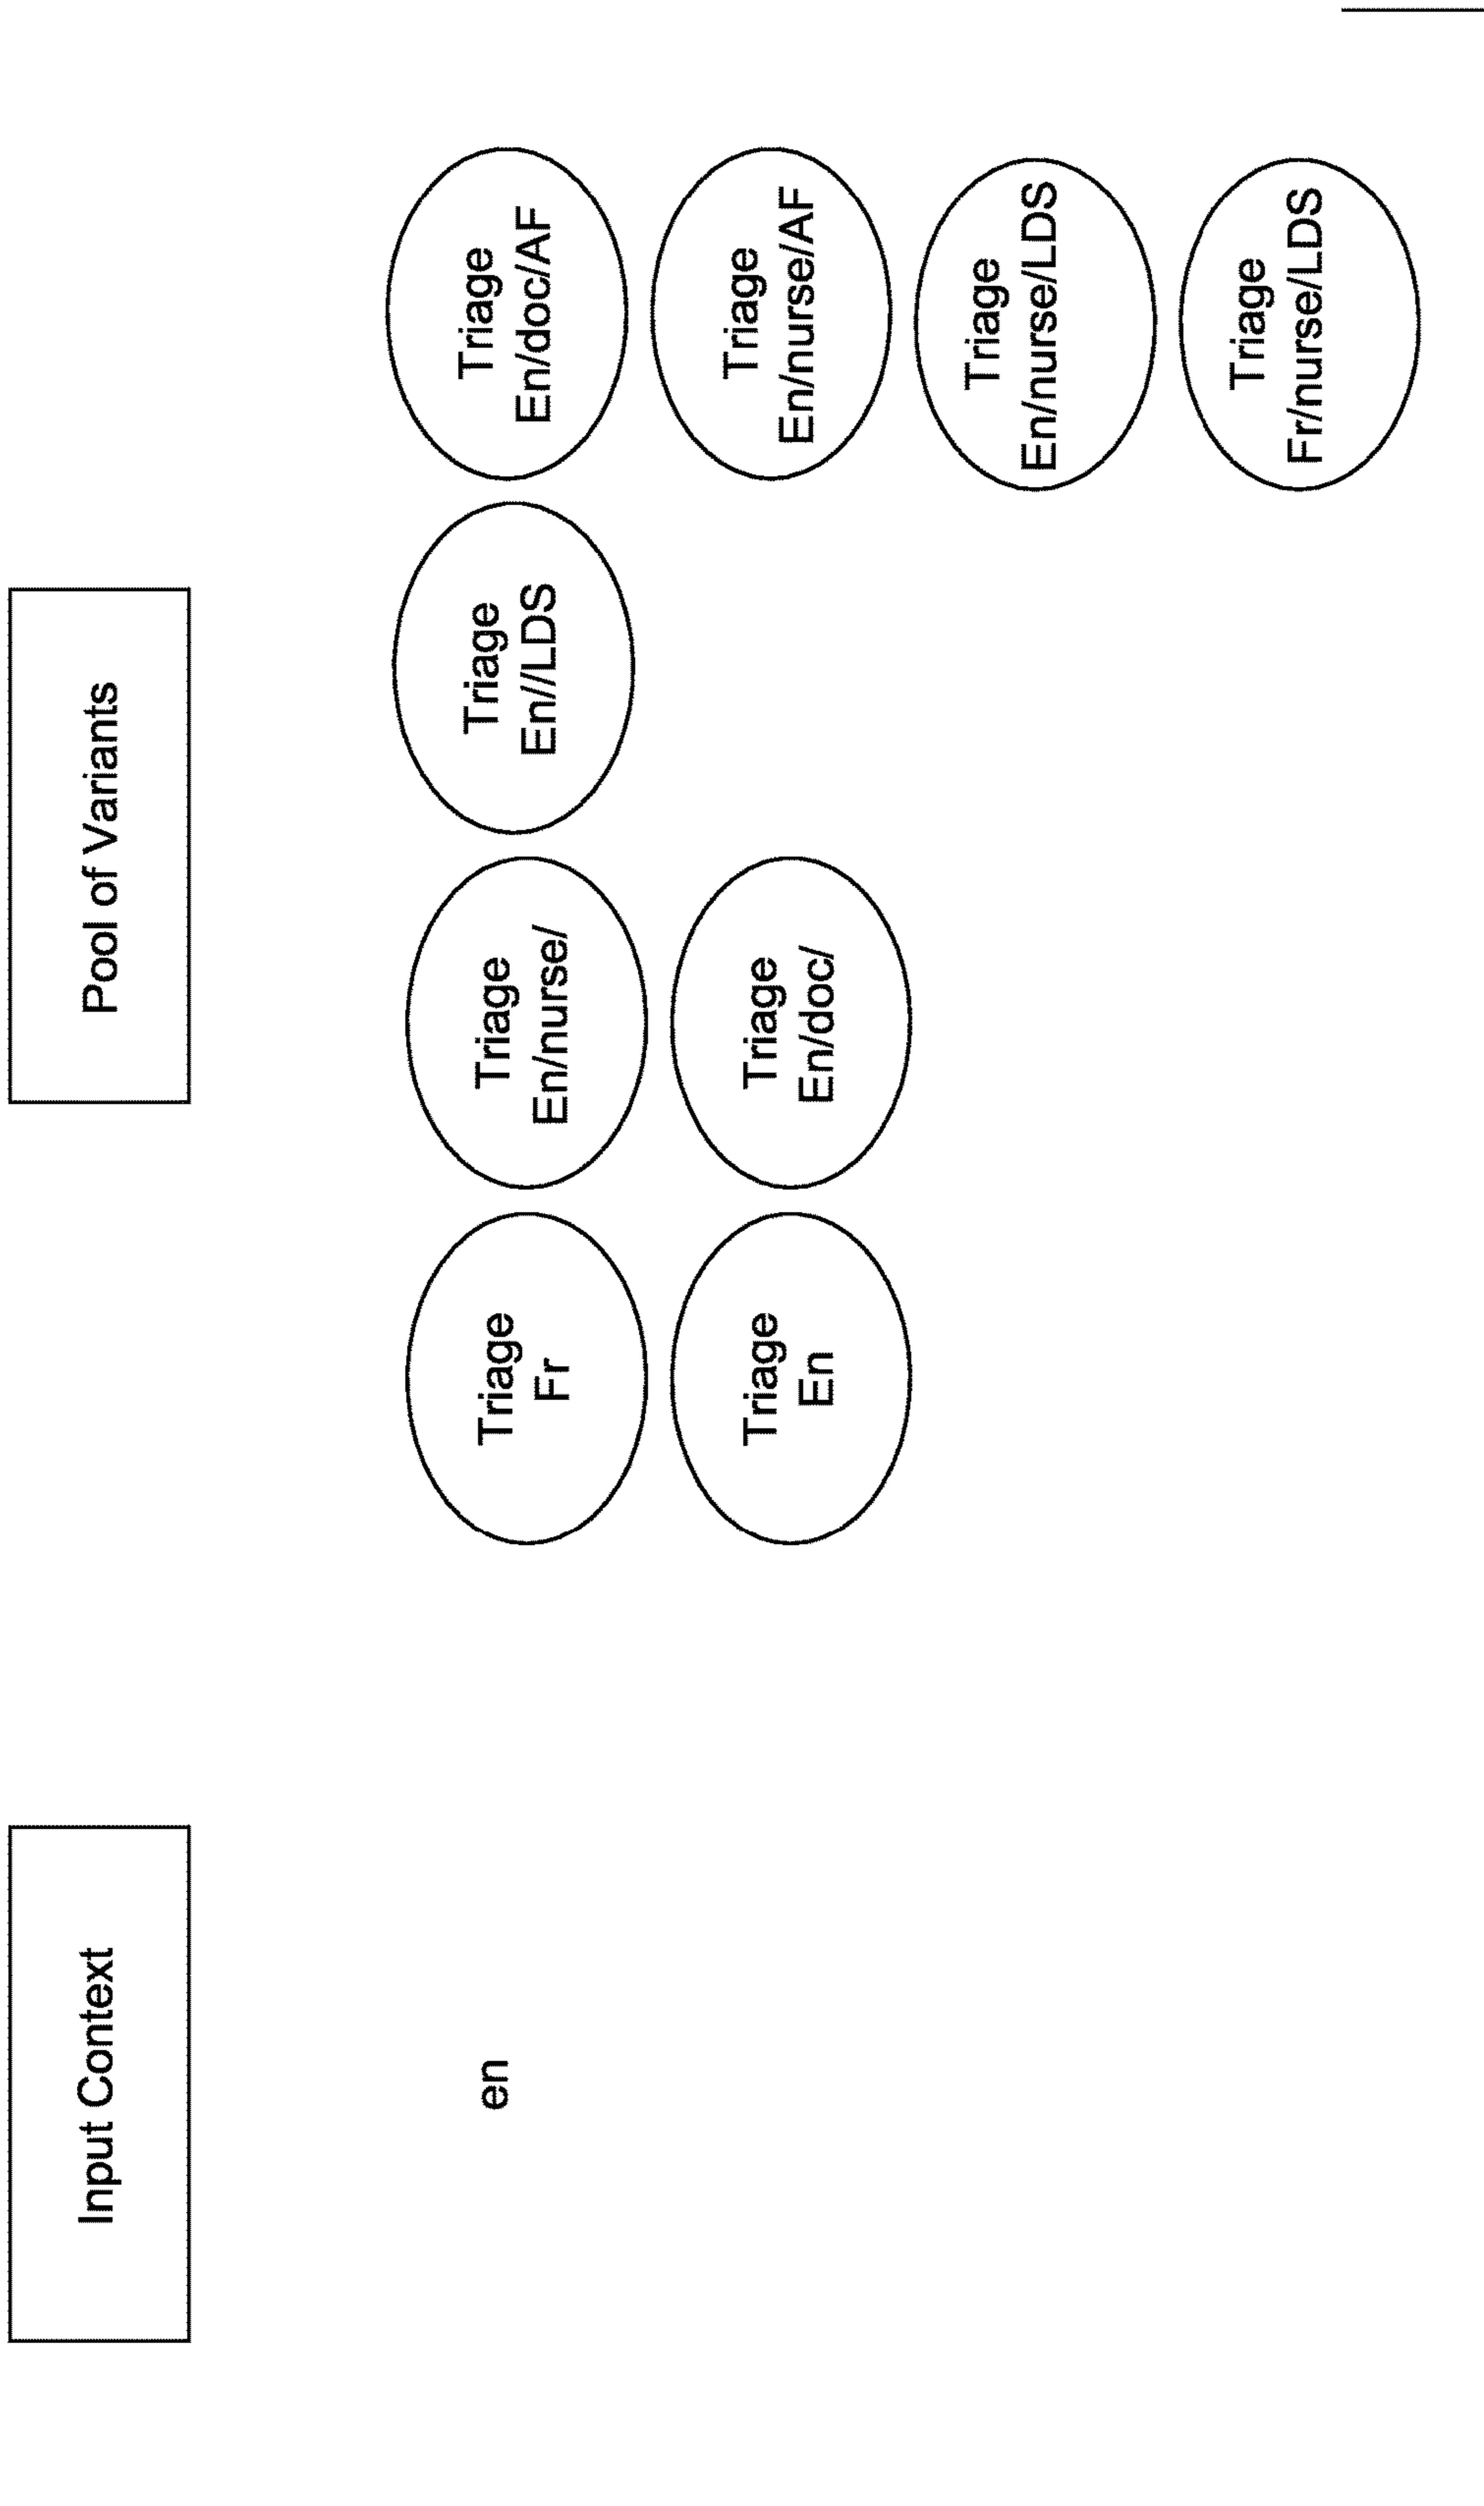 Input Context
Pool of Variants
en
Triage
Fr
Triage
En/nurse/
Triage
En//LDS
Triage
En/doc/AF
Triage
En
Triage
En/doc/
Triage
En/nurse/AF
Triage
En/nurse/LDS
Triage
Fr/nurse/LDS